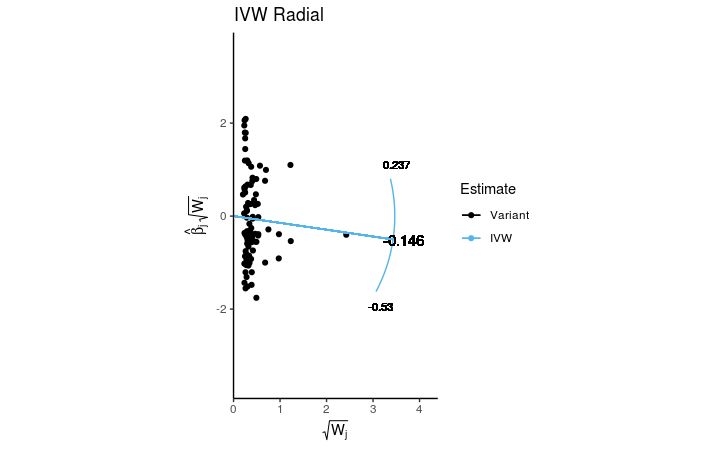 IVW Radial
β̂ⱼ√Wⱼ
2
0
-2
0.237
-0.146
-0.53
0
1
2
3
4
√Wⱼ
Estimate
Variant
IVW